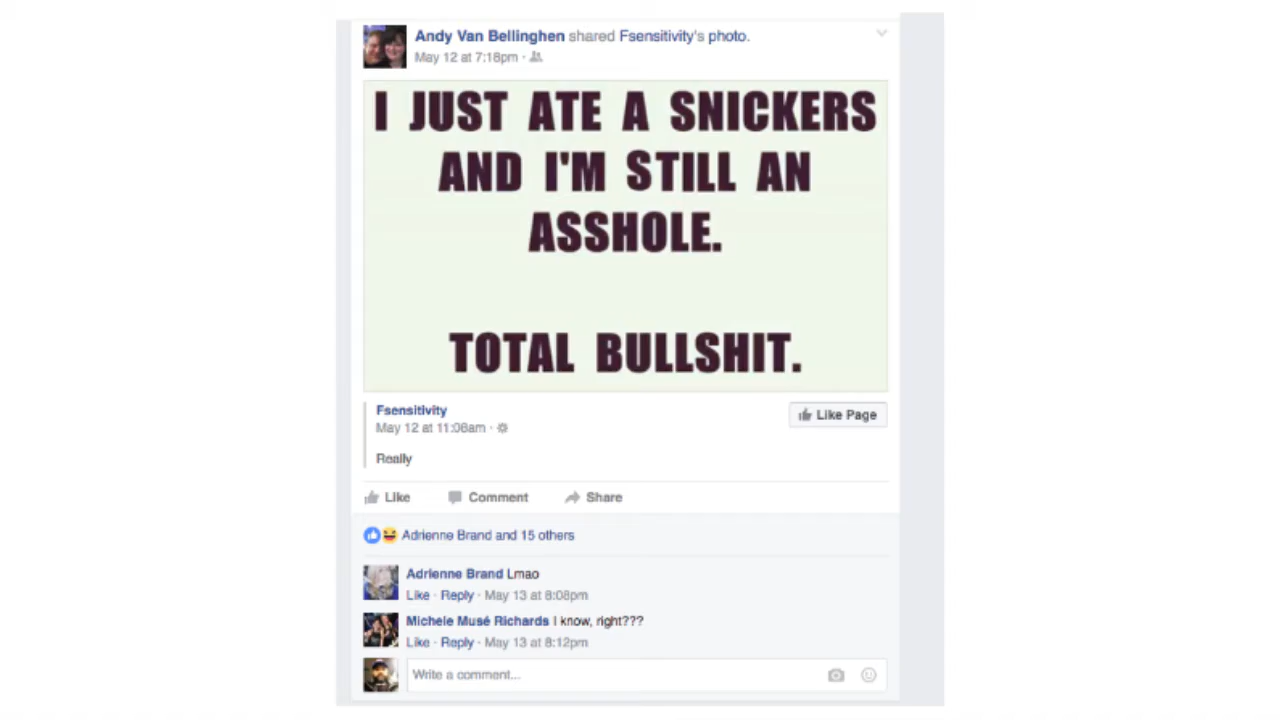 Andy Van Bellinghen shared Fsensitivity's photo.
May 12 at 7:18pm ·
I JUST ATE A SNICKERS
AND I'M STILL AN
ASSHOLE.
TOTAL BULLSHIT.
Fsensitivity
Like Page
May 12 at 11:06am ·
Really
Like Comment Share
Adrienne Brand and 15 others
Adrienne Brand Lmao
Like · Reply · May 13 at 8:08pm
Michele Musé Richards I know, right???
Like · Reply · May 13 at 8:12pm
Write a comment...